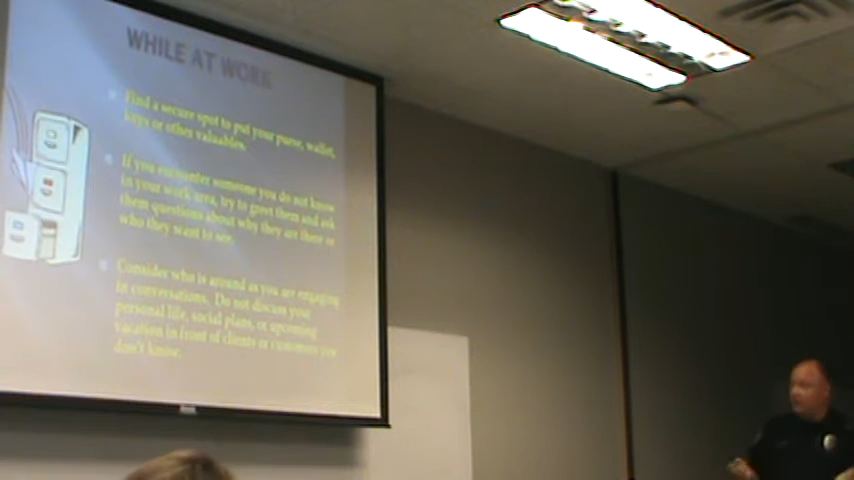 WHILE AT WORK
Find a secure spot to put your purse, wallet,
keys or other valuables.
If you encounter someone you do not know
in your work area, try to greet them and ask
them questions about why they are there or
who they want to see.
Consider who is around as you are engaging
in conversations. Do not discuss your
personal life, social plans, or upcoming
vacation in front of clients or customers you
don't know.